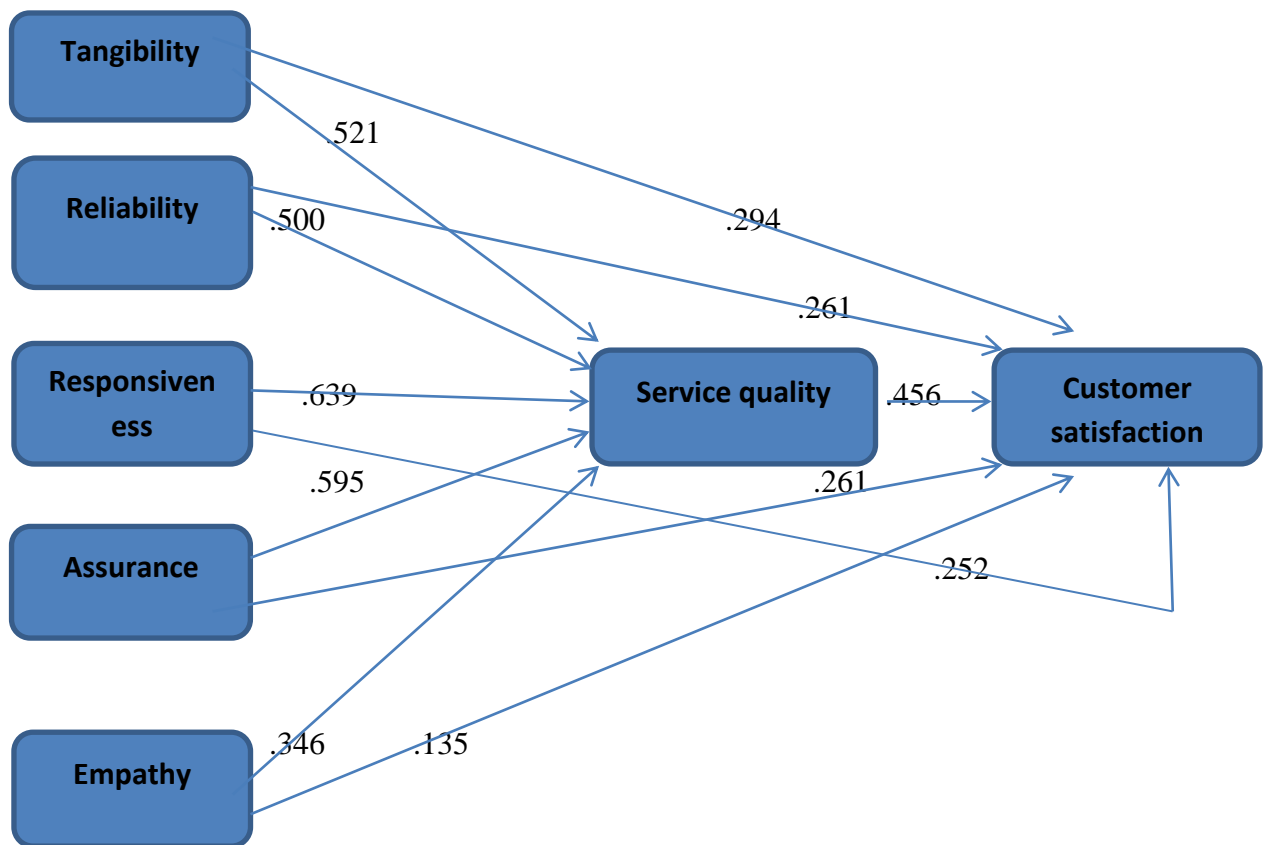 Tangibility
.521
Reliability
.500
.294
.261
Responsiven
ess
.639
Service quality
.456
Customer
satisfaction
.595
.261
Assurance
.252
Empathy
.346
.135